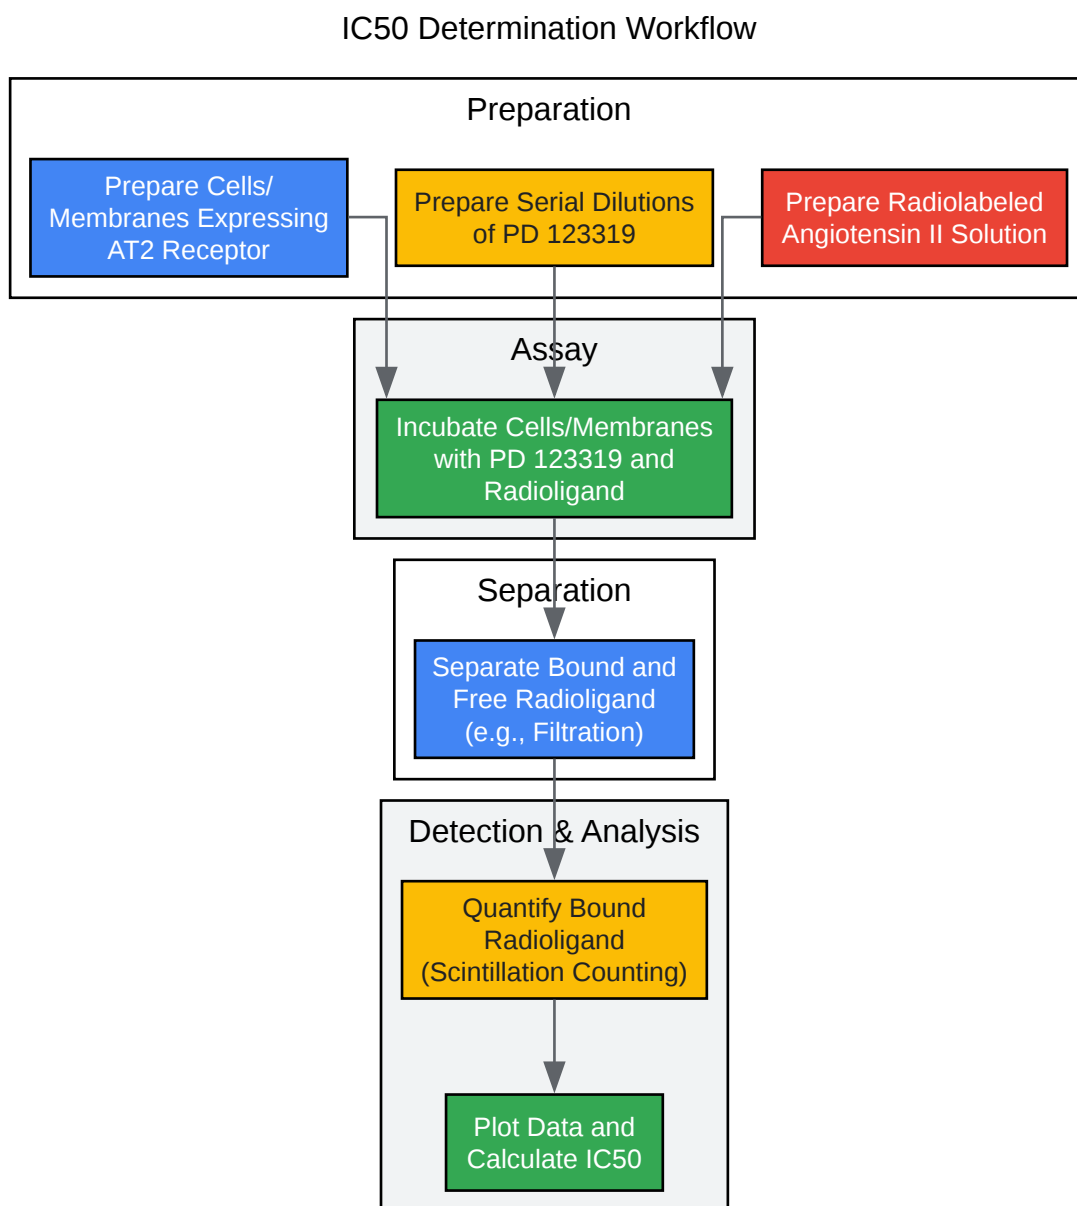 IC50 Determination Workflow
Preparation
Prepare Cells/
Membranes Expressing
AT2 Receptor
Prepare Serial Dilutions
of PD 123319
Prepare Radiolabeled
Angiotensin II Solution
Assay
Incubate Cells/Membranes
with PD 123319 and
Radioligand
Separation
Separate Bound and
Free Radioligand
(e.g., Filtration)
Detection & Analysis
Quantify Bound
Radioligand
(Scintillation Counting)
Plot Data and
Calculate IC50